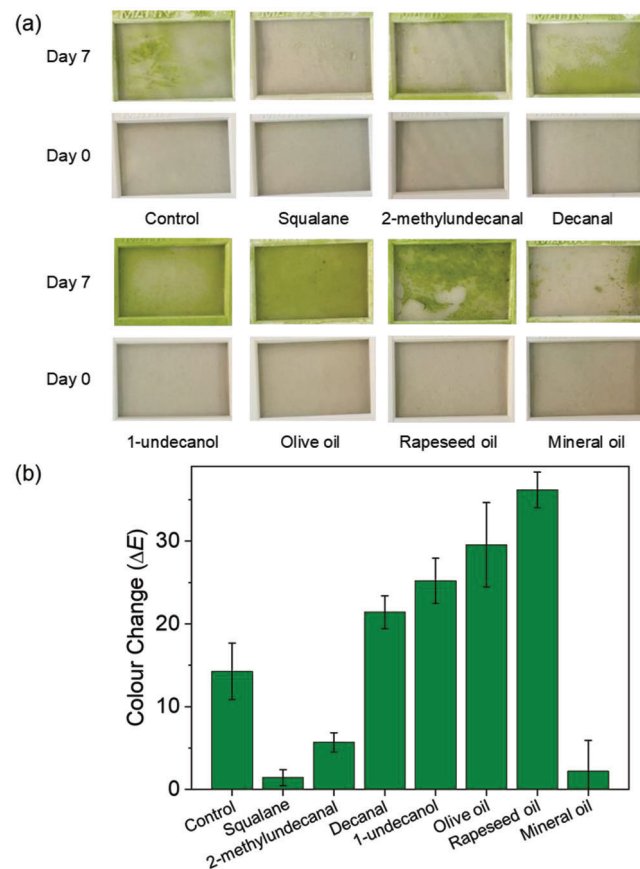 (a)
Day 7
Day 0
Control Squalane 2-methylundecanal Decanal
Day 7
Day 0
1-undecanol Olive oil Rapeseed oil Mineral oil
(b)
Colour Change (ΔE)
30
20
10
0
Control
Squalane
2-methylundecanal
Decanal
1-undecanol
Olive oil
Rapeseed oil
Mineral oil